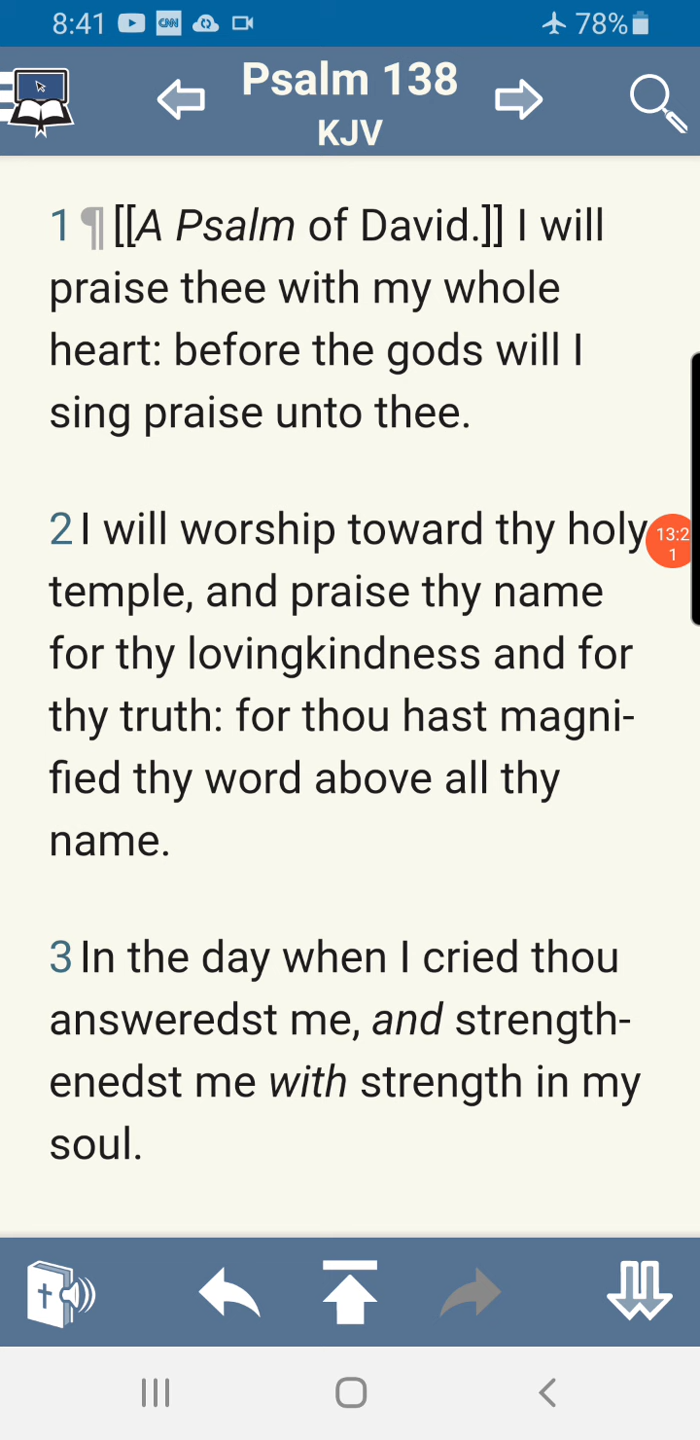 8:41 CNN 78%
Psalm 138
KJV
1 ¶ [[A Psalm of David.]] I will
praise thee with my whole
heart: before the gods will I
sing praise unto thee.
2 I will worship toward thy holy
13:2
1
temple, and praise thy name
for thy lovingkindness and for
thy truth: for thou hast magni-
fied thy word above all thy
name.
3 In the day when I cried thou
answeredst me, and strength-
enedst me with strength in my
soul.